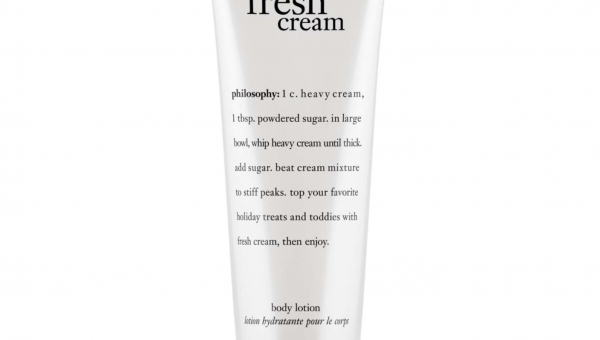 fresh
cream
philosophy: 1 c. heavy cream,
1 tbsp. powdered sugar. in large
bowl, whip heavy cream until thick.
add sugar. beat cream mixture
to stiff peaks. top your favorite
holiday treats and toddies with
fresh cream, then enjoy.
body lotion
lotion hydratante pour le corps